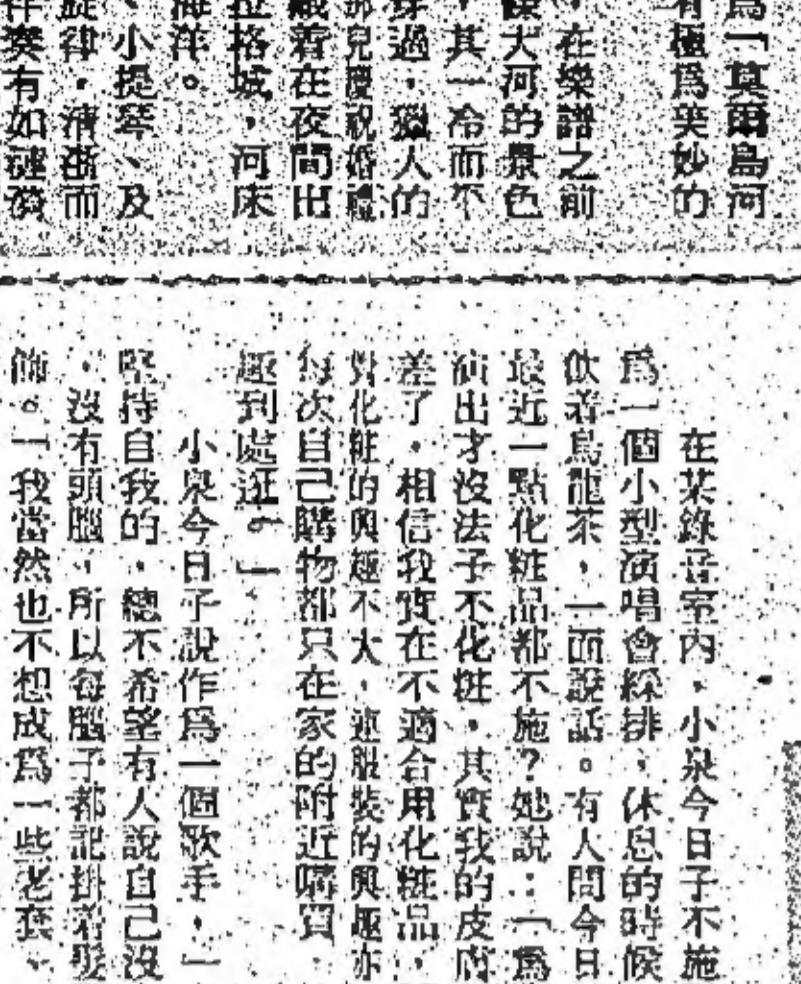 爲「莫爾島河
有極爲美妙的
，在樂譜之前
條大河的景色
，其一冷而不
穿過，獵人的
那兒慶祝婚禮
戲着在夜間出
拉格城，河床
海洋。
、小提琴、及
旋律，清逝而
伴奏有如
在某錄音室內，小泉今日子不施
爲一個小型演唱會綵排，休息的時候
飲着烏龍茶，一面說話。有人問今日
最近一點化粧品都不施？她說：「爲
演出才沒法子不化粧，其實我的皮膚
差了，相信我實在不適合用化粧品，
對化粧的興趣不大，連服裝的興趣亦
每次自己購物都只在家的附近購買
趣到處逛。」
小泉今日子說作爲一個歌手，
堅持自我的，總不希望有人說自己沒
，沒有頭腦，所以每腦子都記掛着髮
飾。「我當然也不想成爲一些老套